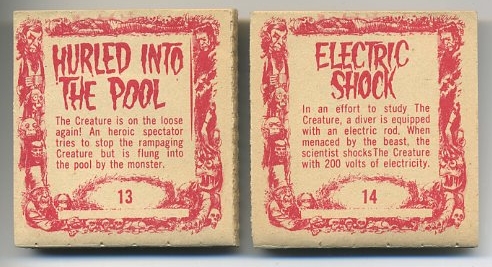 HURLED INTO
THE POOL
The Creature is on the loose
again! An heroic spectator
tries to stop the rampaging
Creature but is flung into
the pool by the monster.
13
ELECTRIC
SHOCK
In an effort to study The
Creature, a diver is equipped
with an electric rod. When
menaced by the beast, the
scientist shocks The Creature
with 200 volts of electricity.
14